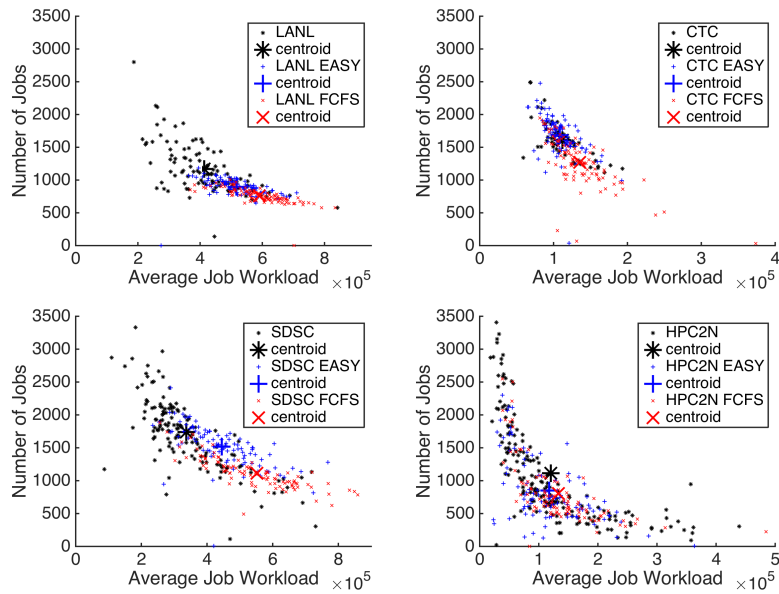 3500
3000
2500
2000
1500
1000
500
0
Number of Jobs
LANL
centroid
LANL EASY
centroid
LANL FCFS
centroid
0 2 4 6 8
Average Job Workload ×10^5
3500
3000
2500
2000
1500
1000
500
0
Number of Jobs
CTC
centroid
CTC EASY
centroid
CTC FCFS
centroid
0 1 2 3 4
Average Job Workload ×10^5
3500
3000
2500
2000
1500
1000
500
0
Number of Jobs
SDSC
centroid
SDSC EASY
centroid
SDSC FCFS
centroid
0 2 4 6 8
Average Job Workload ×10^5
3500
3000
2500
2000
1500
1000
500
0
Number of Jobs
HPC2N
centroid
HPC2N EASY
centroid
HPC2N FCFS
centroid
0 1 2 3 4 5
Average Job Workload ×10^5